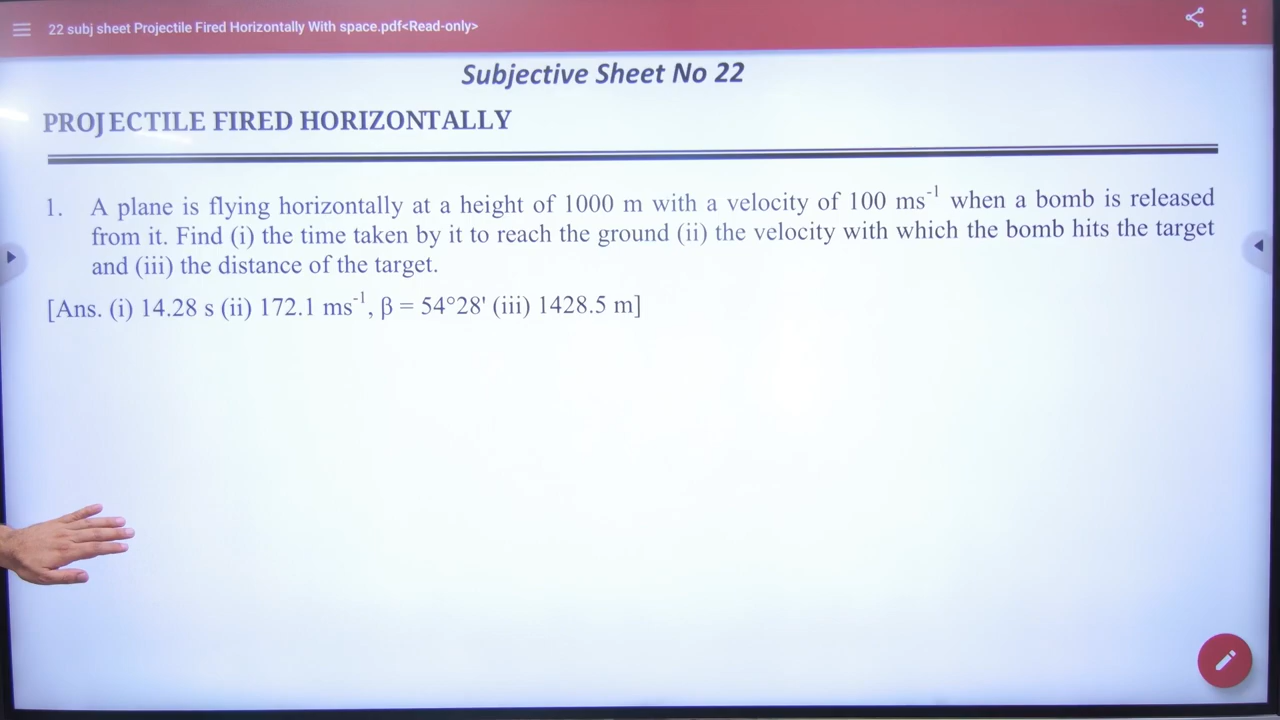 22 subj sheet Projectile Fired Horizontally With space.pdf<Read-only>
Subjective Sheet No 22
PROJECTILE FIRED HORIZONTALLY
1. A plane is flying horizontally at a height of 1000 m with a velocity of 100 ms⁻¹ when a bomb is released
from it. Find (i) the time taken by it to reach the ground (ii) the velocity with which the bomb hits the target
and (iii) the distance of the target.
[Ans. (i) 14.28 s (ii) 172.1 ms⁻¹, β = 54°28' (iii) 1428.5 m]